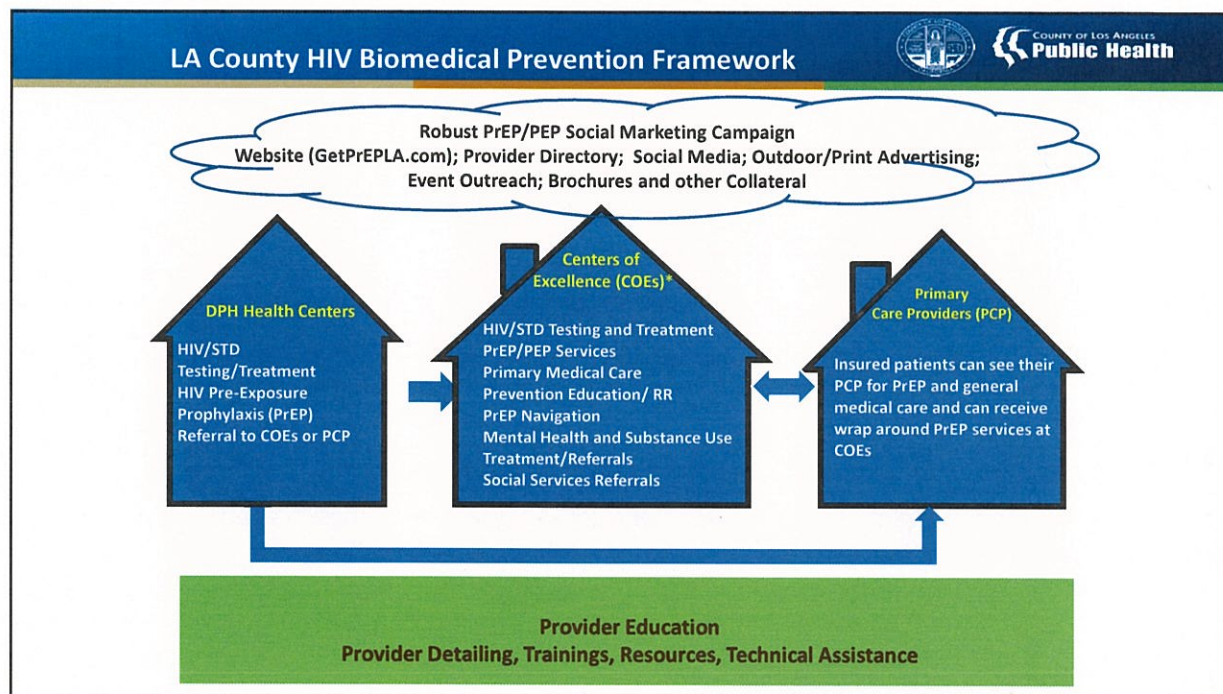 LA County HIV Biomedical Prevention Framework
COUNTY OF LOS ANGELES
Public Health
Robust PrEP/PEP Social Marketing Campaign
Website (GetPrEPLA.com); Provider Directory; Social Media; Outdoor/Print Advertising;
Event Outreach; Brochures and other Collateral
DPH Health Centers
HIV/STD
Testing/Treatment
HIV Pre-Exposure
Prophylaxis (PrEP)
Referral to COEs or PCP
Centers of
Excellence (COEs)*
HIV/STD Testing and Treatment
PrEP/PEP Services
Primary Medical Care
Prevention Education/ RR
PrEP Navigation
Mental Health and Substance Use
Treatment/Referrals
Social Services Referrals
Primary
Care Providers (PCP)
Insured patients can see their
PCP for PrEP and general
medical care and can receive
wrap around PrEP services at
COEs
Provider Education
Provider Detailing, Trainings, Resources, Technical Assistance